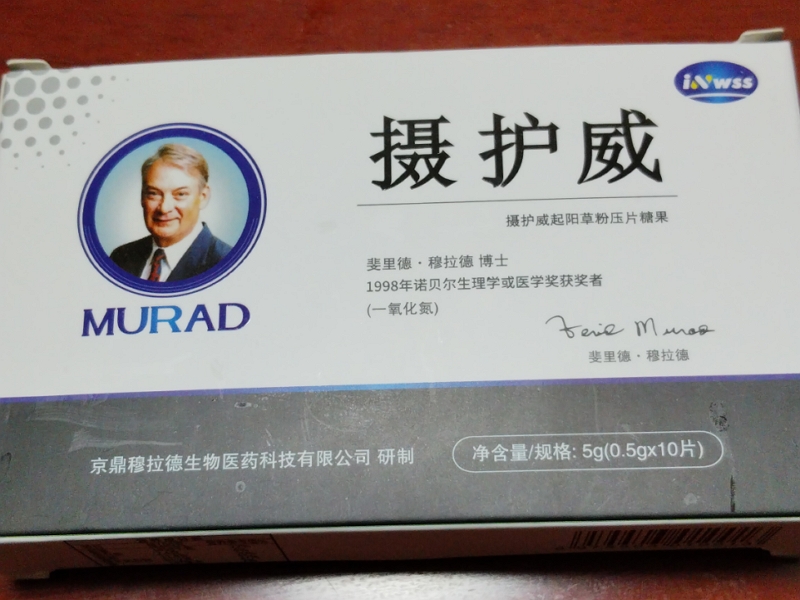 iNwss
摄护威
摄护威起阳草粉压片糖果
斐里德·穆拉德 博士
1998年诺贝尔生理学或医学奖获奖者
(一氧化氮)
Ferid Murad
斐里德·穆拉德
MURAD
京鼎穆拉德生物医药科技有限公司 研制
净含量/规格: 5g(0.5gx10片)